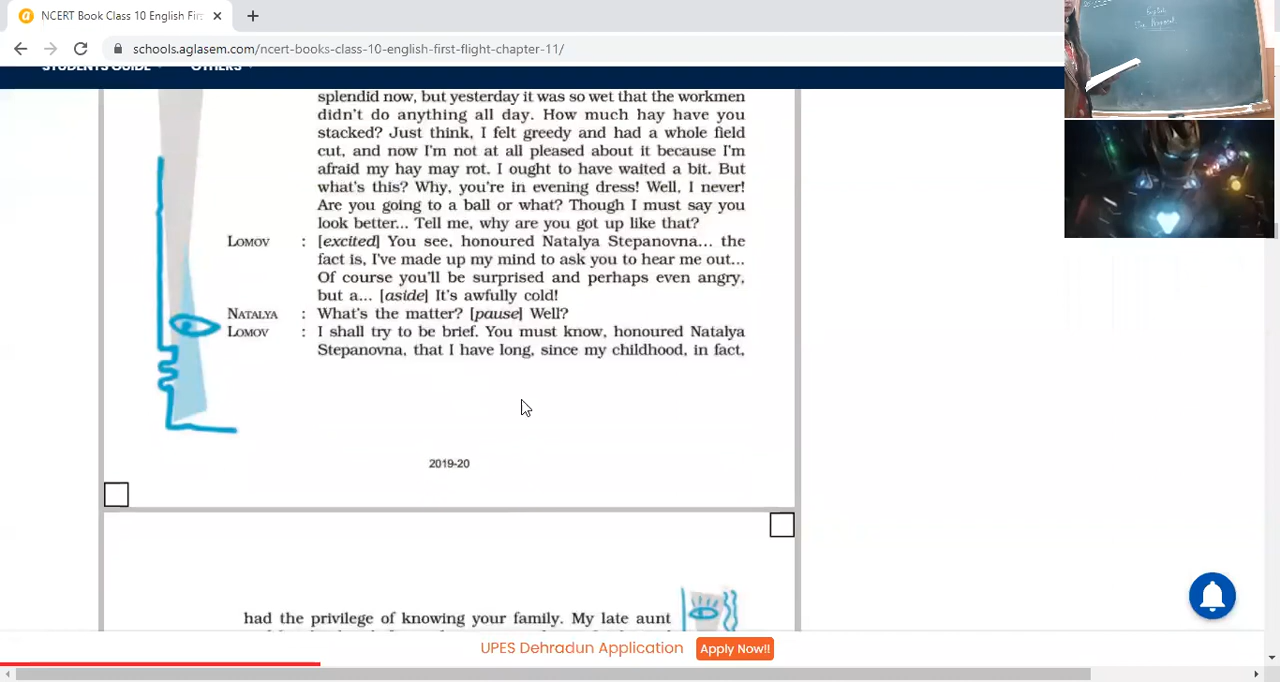 NCERT Book Class 10 English Firs
schools.aglasem.com/ncert-books-class-10-english-first-flight-chapter-11/
STUDENTS GUIDE
OTHERS
splendid now, but yesterday it was so wet that the workmen
didn't do anything all day. How much hay have you
stacked? Just think, I felt greedy and had a whole field
cut, and now I'm not at all pleased about it because I'm
afraid my hay may rot. I ought to have waited a bit. But
what's this? Why, you're in evening dress! Well, I never!
Are you going to a ball or what? Though I must say you
look better... Tell me, why are you got up like that?
LOMOV : [excited] You see, honoured Natalya Stepanovna... the
fact is, I've made up my mind to ask you to hear me out...
Of course you'll be surprised and perhaps even angry,
but a... [aside] It's awfully cold!
NATALYA : What's the matter? [pause] Well?
LOMOV : I shall try to be brief. You must know, honoured Natalya
Stepanovna, that I have long, since my childhood, in fact,
2019-20
had the privilege of knowing your family. My late aunt
UPES Dehradun Application Apply Now!!
English
The Proposal